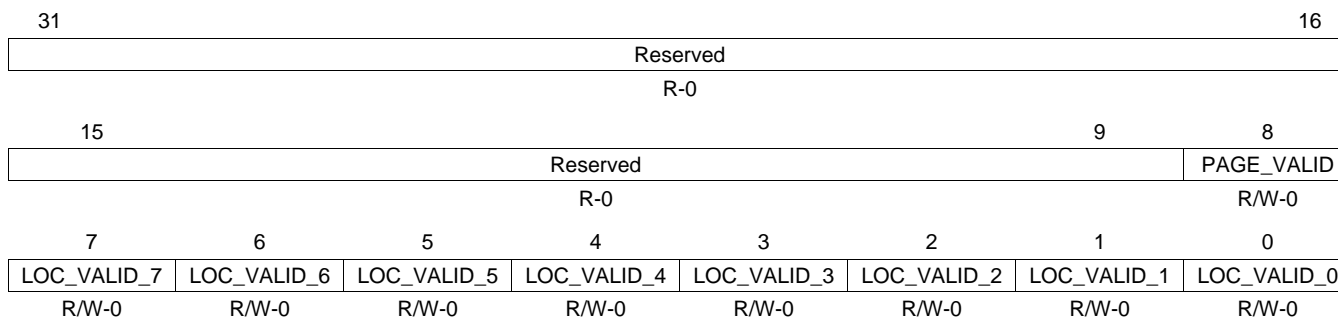 31 16
Reserved
R-0
15 9 8
Reserved PAGE_VALID
R-0 R/W-0
7 6 5 4 3 2 1 0
LOC_VALID_7 LOC_VALID_6 LOC_VALID_5 LOC_VALID_4 LOC_VALID_3 LOC_VALID_2 LOC_VALID_1 LOC_VALID_0
R/W-0 R/W-0 R/W-0 R/W-0 R/W-0 R/W-0 R/W-0 R/W-0